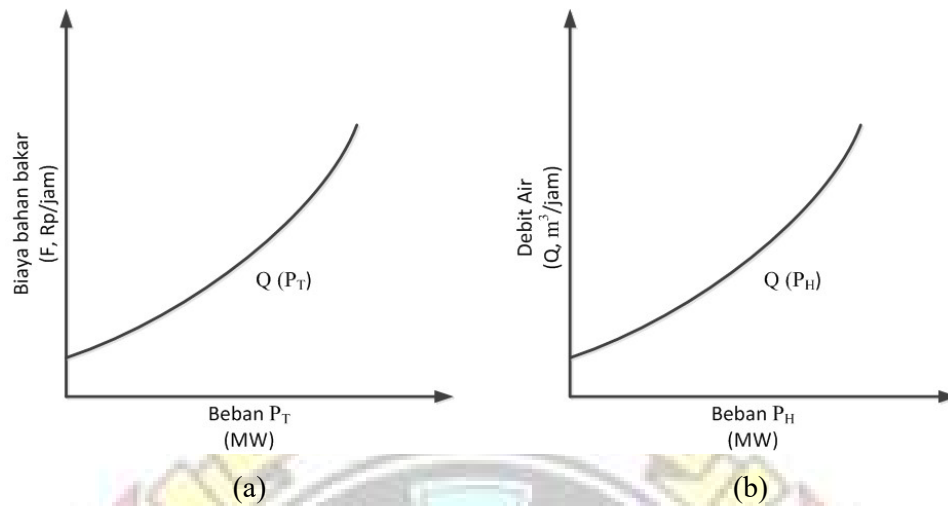 Biaya bahan bakar
(F, Rp/jam)
Q (P_T)
Beban P_T
(MW)
(a)
Debit Air
(Q, m³/jam)
Q (P_H)
Beban P_H
(MW)
(b)